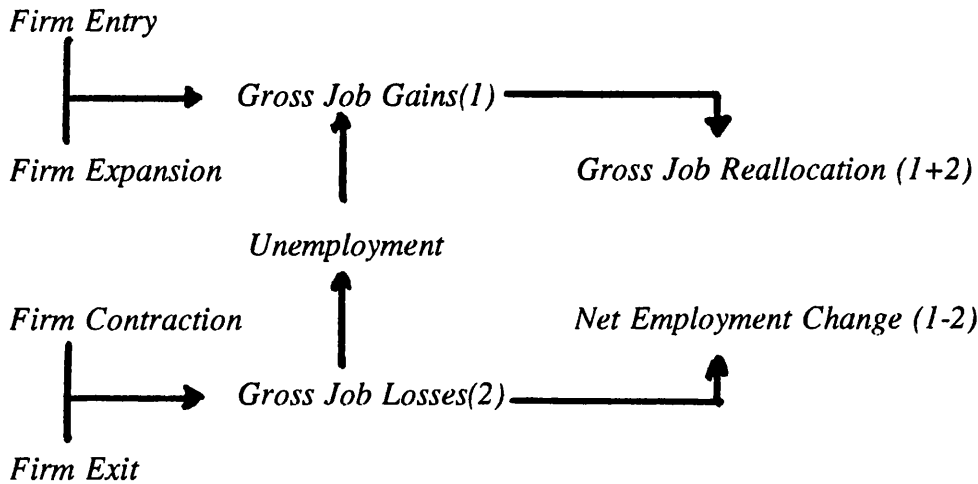 Firm Entry
Gross Job Gains(1)
Firm Expansion
Gross Job Reallocation (1+2)
Unemployment
Firm Contraction
Net Employment Change (1-2)
Gross Job Losses(2)
Firm Exit